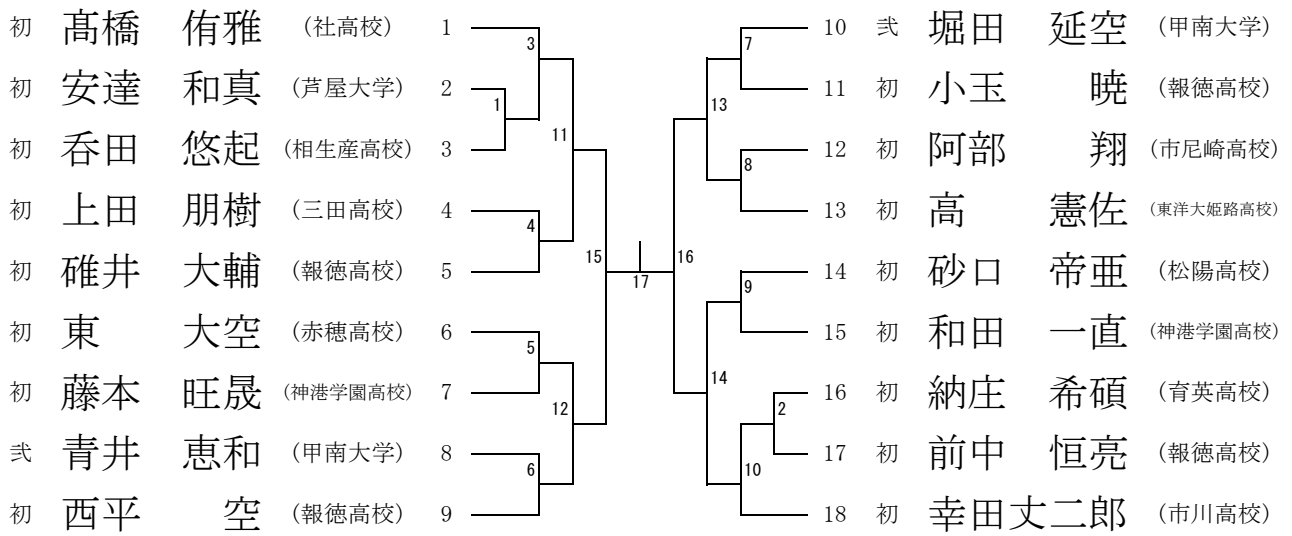 初 髙橋 侑雅 (社高校) 1
初 安達 和真 (芦屋大学) 2
初 呑田 悠起 (相生産高校) 3
初 上田 朋樹 (三田高校) 4
初 碓井 大輔 (報徳高校) 5
初 東 大空 (赤穂高校) 6
初 藤本 旺晟 (神港学園高校) 7
弐 青井 恵和 (甲南大学) 8
初 西平 空 (報徳高校) 9
3
1
11
4
15
5
12
6
17
7
13
8
16
9
14
2
10
10 弐 堀田 延空 (甲南大学)
11 初 小玉 暁 (報徳高校)
12 初 阿部 翔 (市尼崎高校)
13 初 高 憲佐 (東洋大姫路高校)
14 初 砂口 帝亜 (松陽高校)
15 初 和田 一直 (神港学園高校)
16 初 納庄 希碩 (育英高校)
17 初 前中 恒亮 (報徳高校)
18 初 幸田丈二郎 (市川高校)